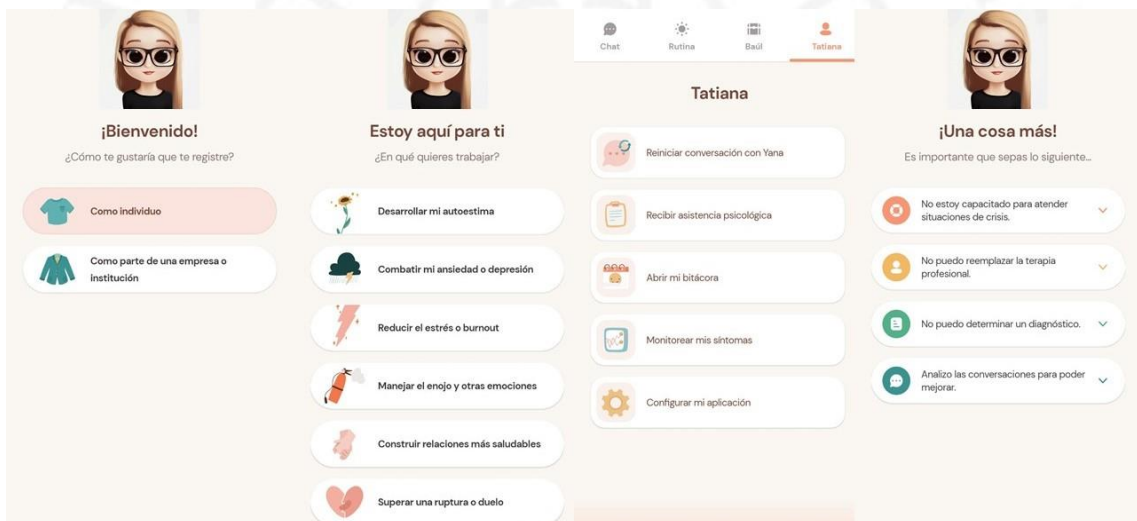 ¡Bienvenido!
¿Cómo te gustaría que te registre?
Como individuo
Como parte de una empresa o
institución
Estoy aquí para ti
¿En qué quieres trabajar?
Desarrollar mi autoestima
Combatir mi ansiedad o depresión
Reducir el estrés o burnout
Manejar el enojo y otras emociones
Construir relaciones más saludables
Superar una ruptura o duelo
Chat
Rutina
Baúl
Tatiana
Tatiana
Reiniciar conversación con Yana
Recibir asistencia psicológica
Abrir mi bitácora
Monitorear mis síntomas
Configurar mi aplicación
¡Una cosa más!
Es importante que sepas lo siguiente...
No estoy capacitado para atender
situaciones de crisis.
No puedo reemplazar la terapia
profesional.
No puedo determinar un diagnóstico.
Analizo las conversaciones para poder
mejorar.